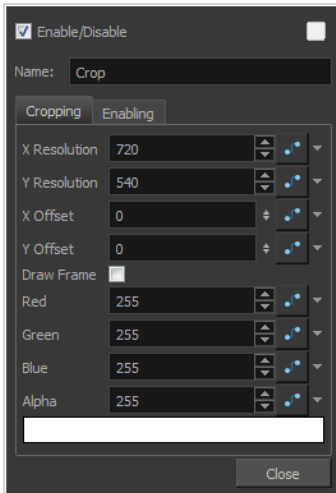 Enable/Disable
Name: Crop
Cropping Enabling
X Resolution 720
Y Resolution 540
X Offset 0
Y Offset 0
Draw Frame
Red 255
Green 255
Blue 255
Alpha 255
Close